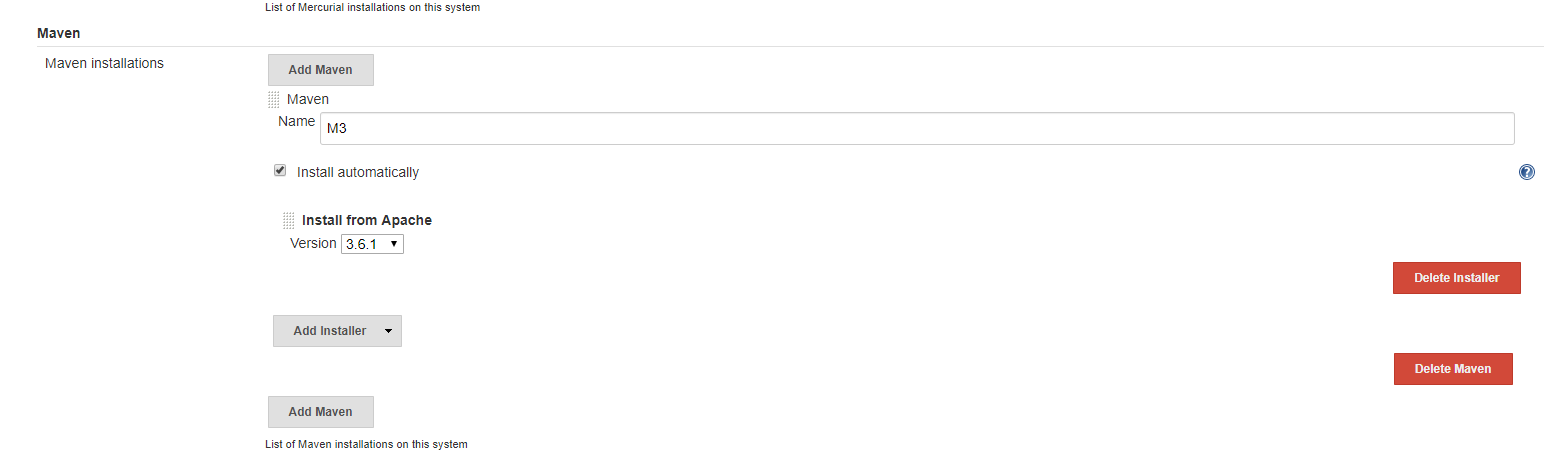 List of Mercurial installations on this system
Maven
Maven installations
Add Maven
Maven
Name M3
Install automatically
?
Install from Apache
Version 3.6.1
Delete Installer
Add Installer
Delete Maven
Add Maven
List of Maven installations on this system